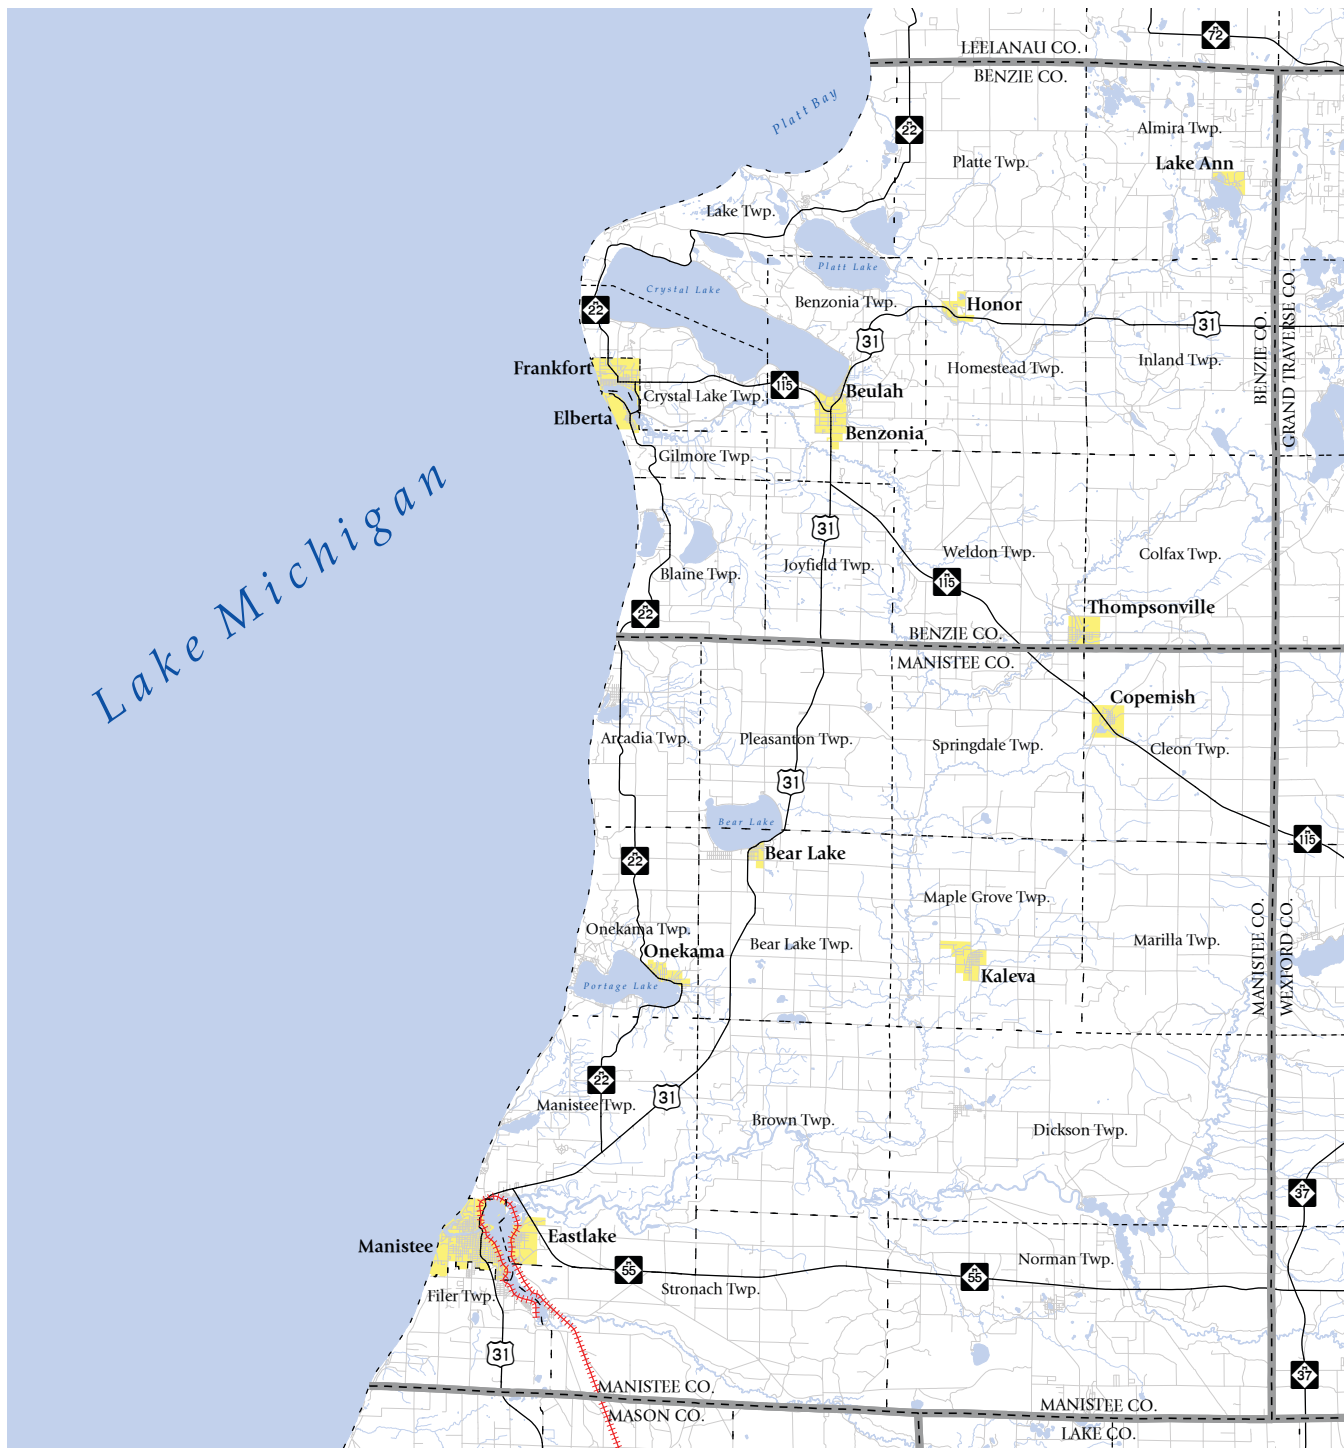 72
LEELANAU CO.
BENZIE CO.
Platt Bay
22
Almira Twp.
Platte Twp.
Lake Ann
Lake Twp.
Platt Lake
Crystal Lake
Benzonia Twp.
Honor
22
31
31
BENZIE CO.
GRAND TRAVERSE CO.
Frankfort
Homestead Twp.
Inland Twp.
115
Crystal Lake Twp.
Beulah
Elberta
Benzonia
Gilmore Twp.
Lake Michigan
31
Weldon Twp.
Colfax Twp.
Joyfield Twp.
Blaine Twp.
115
22
Thompsonville
BENZIE CO.
MANISTEE CO.
Copemish
Arcadia Twp.
Pleasanton Twp.
Springdale Twp.
Cleon Twp.
31
Bear Lake
115
Bear Lake
22
Maple Grove Twp.
MANISTEE CO.
WEXFORD CO.
Onekama Twp.
Onekama
Bear Lake Twp.
Marilla Twp.
Kaleva
Portage Lake
22
31
Manistee Twp.
Brown Twp.
Dickson Twp.
37
Manistee
Eastlake
55
55
Norman Twp.
Stronach Twp.
Filer Twp.
31
37
MANISTEE CO.
MASON CO.
MANISTEE CO.
LAKE CO.